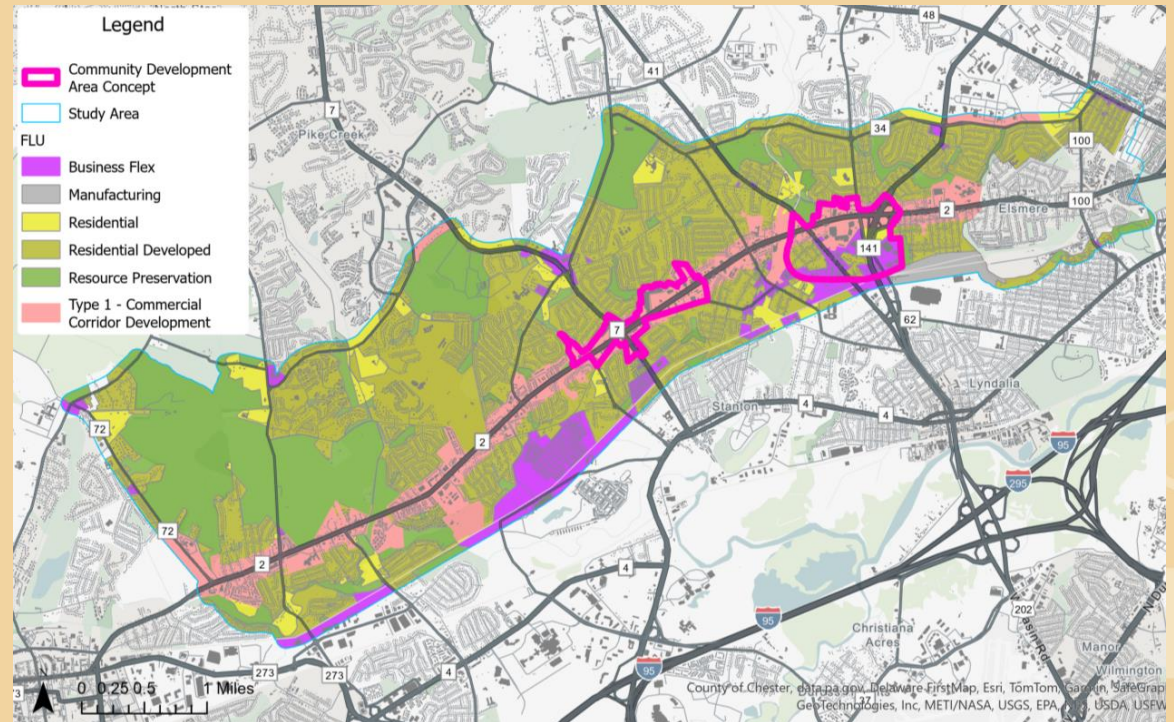 Legend
Community Development
Area Concept
Study Area
FLU
Business Flex
Manufacturing
Residential
Residential Developed
Resource Preservation
Type 1 - Commercial
Corridor Development
48
41
7
Pike Creek
34
100
100
2
Elsmere
141
7
62
Lyndalia
Stanton
4
4
72
2
95
295
72
2
4
202
95
Christiana
Acres
Manor
Wilmington
273
273
4
95
0 0.25 0.5 1 Miles
County of Chester, data.pa.gov, Delaware FirstMap, Esri, TomTom, Garmin, SafeGrap
GeoTechnologies, Inc, METI/NASA, USGS, EPA, USDA, USFW